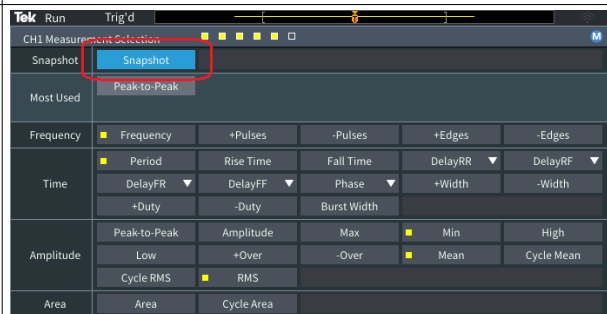 Tek Run Trig'd
CH1 Measurement Selection M
Snapshot Snapshot
Most Used Peak-to-Peak
Frequency Frequency +Pulses -Pulses +Edges -Edges
Time Period Rise Time Fall Time DelayRR DelayRF
DelayFR DelayFF Phase +Width -Width
+Duty -Duty Burst Width
Amplitude Peak-to-Peak Amplitude Max Min High
Low +Over -Over Mean Cycle Mean
Cycle RMS RMS
Area Area Cycle Area